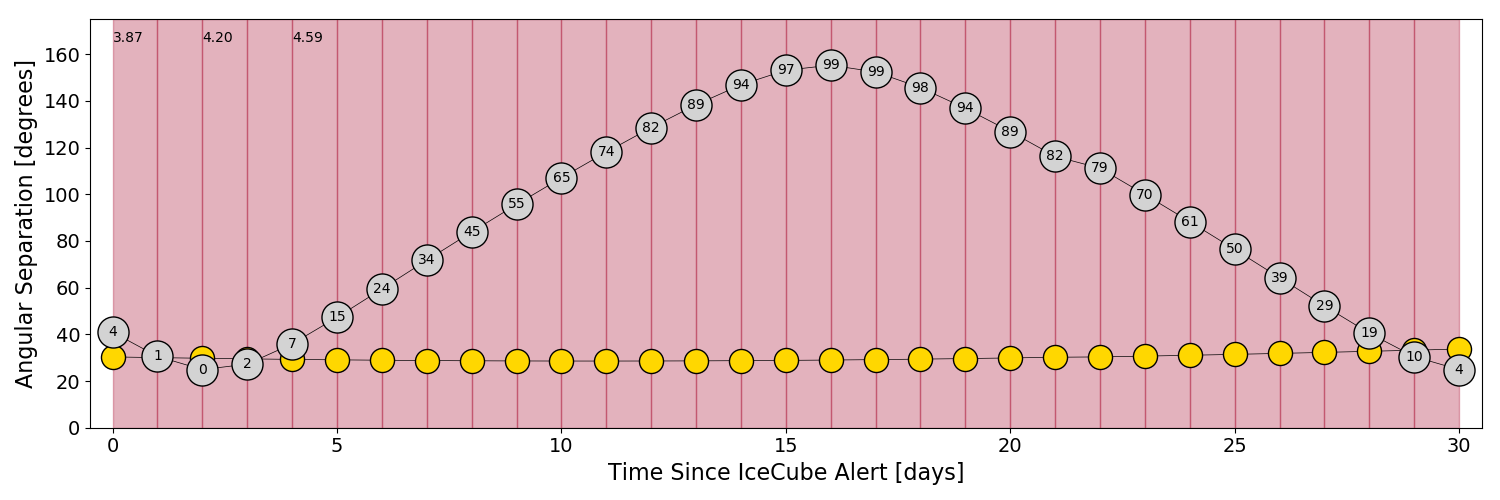 3.87 4.20 4.59
160
140
120
100
80
60
40
20
0
Angular Separation [degrees]
4 1 0 2 7 15 24 34 45 55 65 74 82 89 94 97 99 99 98 94 89 82 79 70 61 50 39 29 19 10 4
0 5 10 15 20 25 30
Time Since IceCube Alert [days]